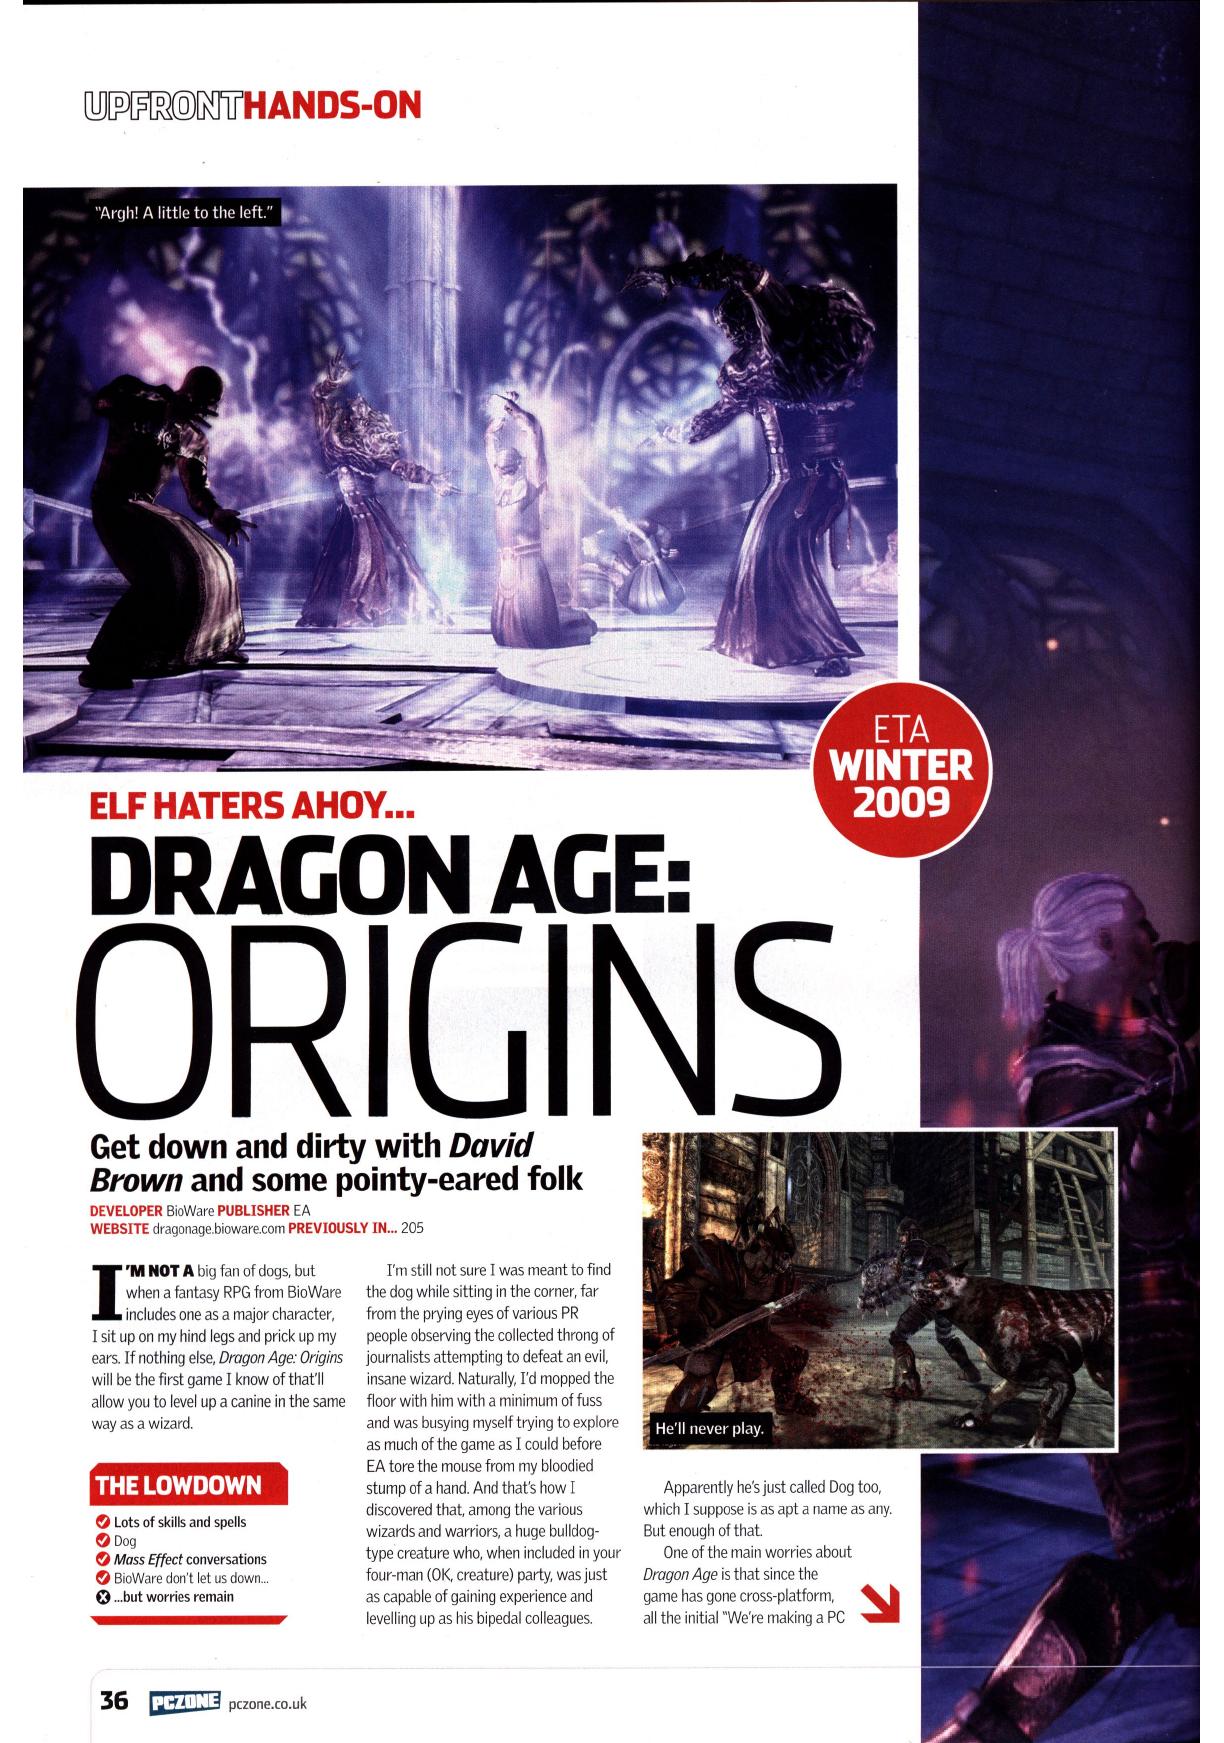 UPFRONTHANDS-ON
"Argh! A little to the left."
ETA
WINTER
2009
ELF HATERS AHOY...
DRAGON AGE:
ORIGINS
Get down and dirty with David
Brown and some pointy-eared folk
DEVELOPER BioWare PUBLISHER EA
WEBSITE dragonage.bioware.com PREVIOUSLY IN... 205
I'M NOT A big fan of dogs, but
when a fantasy RPG from BioWare
includes one as a major character,
I sit up on my hind legs and prick up my
ears. If nothing else, Dragon Age: Origins
will be the first game I know of that'll
allow you to level up a canine in the same
way as a wizard.
THE LOWDOWN
Lots of skills and spells
Dog
Mass Effect conversations
BioWare don't let us down...
...but worries remain
I'm still not sure I was meant to find
the dog while sitting in the corner, far
from the prying eyes of various PR
people observing the collected throng of
journalists attempting to defeat an evil,
insane wizard. Naturally, I'd mopped the
floor with him with a minimum of fuss
and was busying myself trying to explore
as much of the game as I could before
EA tore the mouse from my bloodied
stump of a hand. And that's how I
discovered that, among the various
wizards and warriors, a huge bulldog-
type creature who, when included in your
four-man (OK, creature) party, was just
as capable of gaining experience and
levelling up as his bipedal colleagues.
He'll never play.
Apparently he's just called Dog too,
which I suppose is as apt a name as any.
But enough of that.
One of the main worries about
Dragon Age is that since the
game has gone cross-platform,
all the initial "We're making a PC
36 PCZONE pczone.co.uk